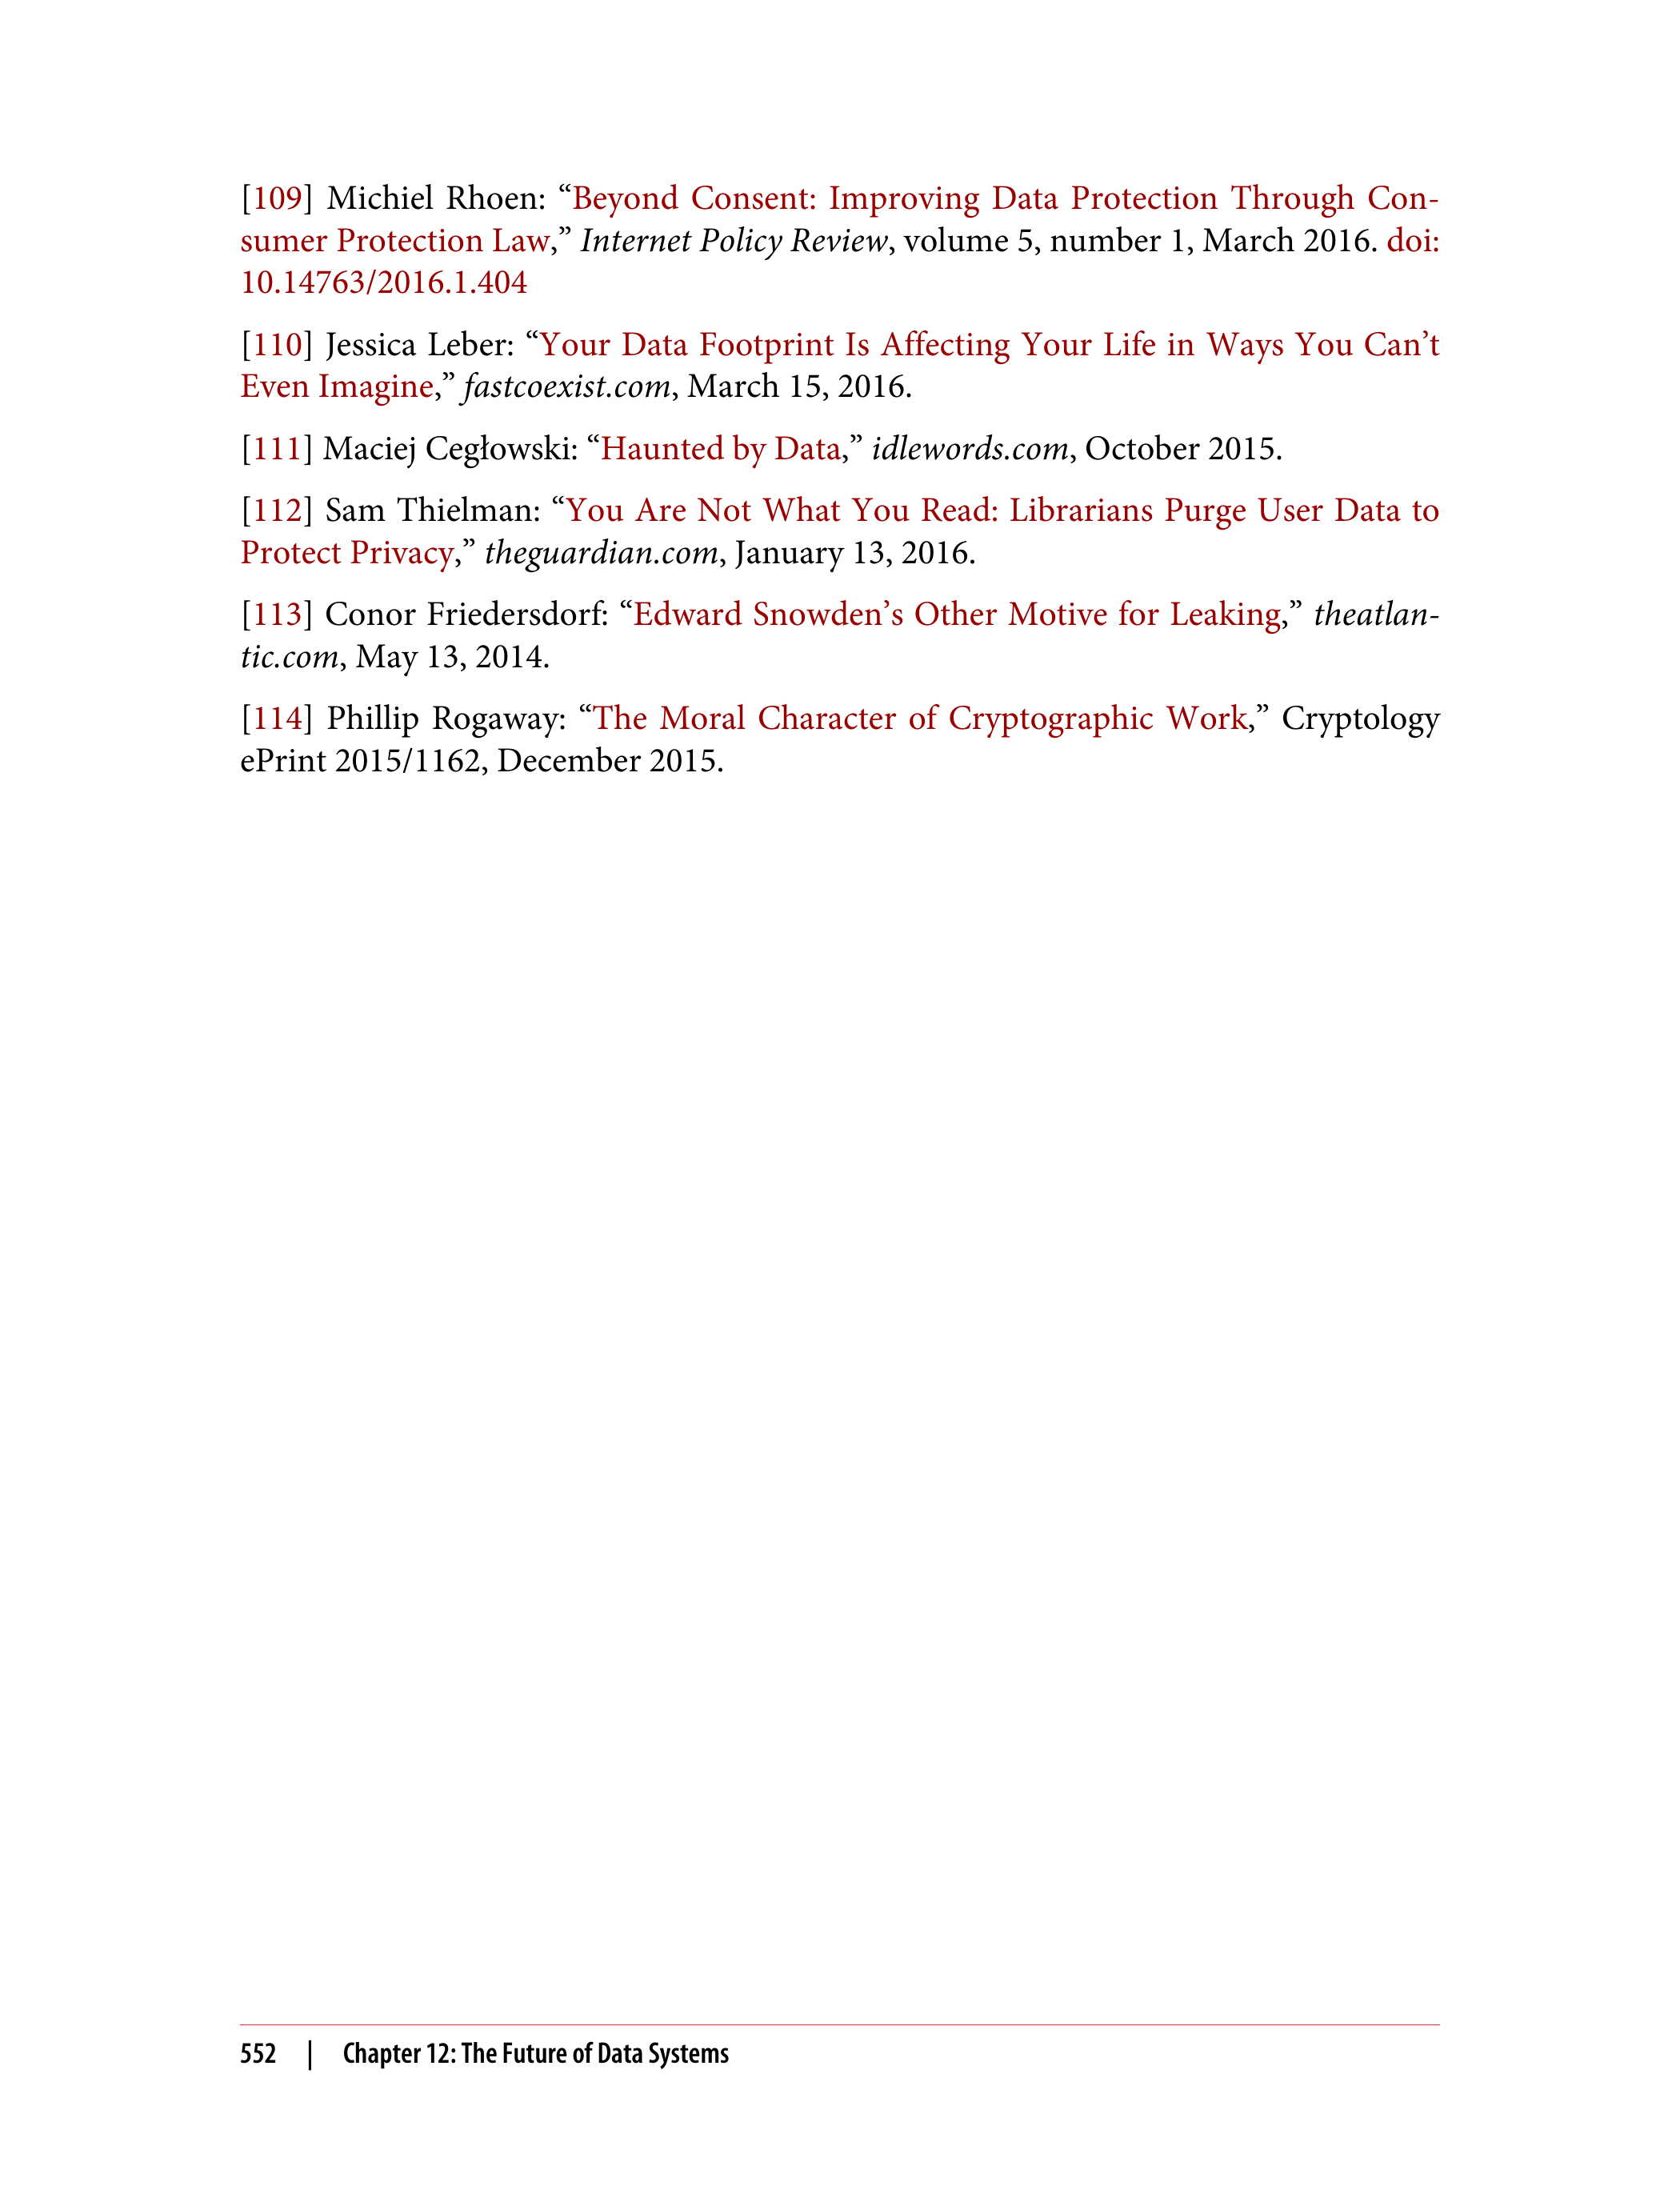 [109] Michiel Rhoen: “Beyond Consent: Improving Data Protection Through Con-
sumer Protection Law,” Internet Policy Review, volume 5, number 1, March 2016. doi:
10.14763/2016.1.404
[110] Jessica Leber: “Your Data Footprint Is Affecting Your Life in Ways You Can’t
Even Imagine,” fastcoexist.com, March 15, 2016.
[111] Maciej Cegłowski: “Haunted by Data,” idlewords.com, October 2015.
[112] Sam Thielman: “You Are Not What You Read: Librarians Purge User Data to
Protect Privacy,” theguardian.com, January 13, 2016.
[113] Conor Friedersdorf: “Edward Snowden’s Other Motive for Leaking,” theatlan-
tic.com, May 13, 2014.
[114] Phillip Rogaway: “The Moral Character of Cryptographic Work,” Cryptology
ePrint 2015/1162, December 2015.
552 | Chapter 12: The Future of Data Systems